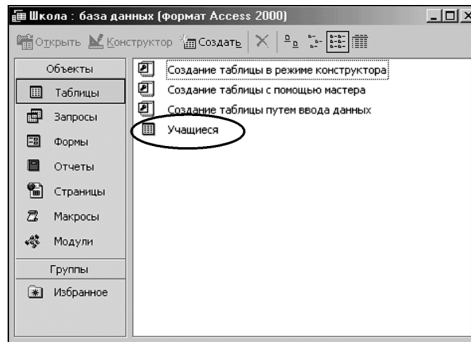 Школа : база данных (формат Access 2000)
Открыть Конструктор Создать
Объекты
Таблицы
Запросы
Формы
Отчеты
Страницы
Макросы
Модули
Группы
Избранное
Создание таблицы в режиме конструктора
Создание таблицы с помощью мастера
Создание таблицы путем ввода данных
Учащиеся